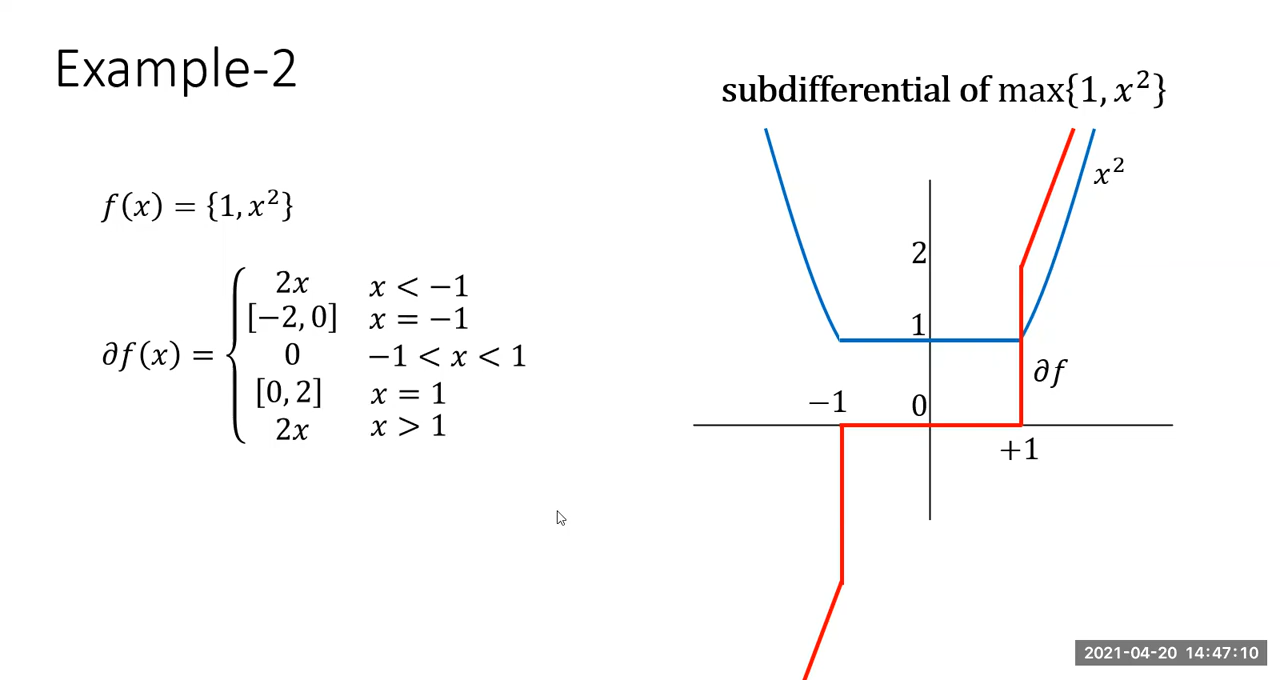 Example-2
f(x) = {1, x²}
∂f(x) = { 2x x < −1
[−2, 0] x = −1
0 −1 < x < 1
[0, 2] x = 1
2x x > 1
subdifferential of max{1, x²}
x²
2
1
∂f
−1
0
+1
2021-04-20 14:47:10